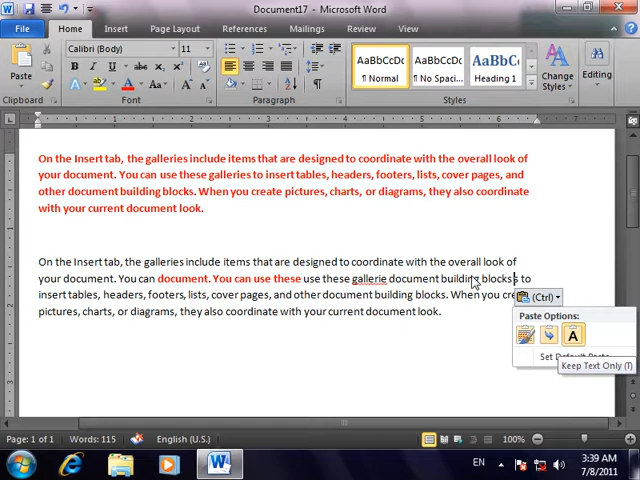 Document17 - Microsoft Word
File Home Insert Page Layout References Mailings Review View
Calibri (Body) 11
Paste
B I U
AaBbCcDc AaBbCcDc AaBbC
¶ Normal ¶ No Spaci... Heading 1
Change Styles
Editing
Clipboard Font Paragraph Styles
On the Insert tab, the galleries include items that are designed to coordinate with the overall look of
your document. You can use these galleries to insert tables, headers, footers, lists, cover pages, and
other document building blocks. When you create pictures, charts, or diagrams, they also coordinate
with your current document look.
On the Insert tab, the galleries include items that are designed to coordinate with the overall look of
your document. You can document. You can use these use these gallerie document building blockss to
insert tables, headers, footers, lists, cover pages, and other document building blocks. When you cre
pictures, charts, or diagrams, they also coordinate with your current document look.
(Ctrl)
Paste Options:
A
Set Default Paste
Keep Text Only (T)
Page: 1 of 1 Words: 115 English (U.S.) 100%
W EN 3:39 AM
7/8/2011